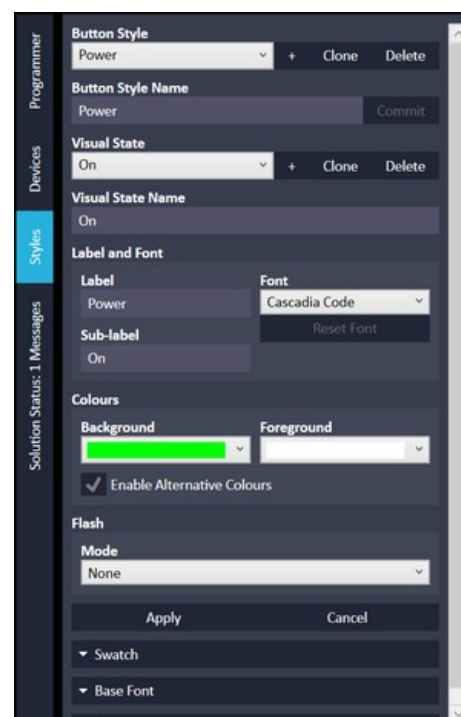 Programmer
Devices
Styles
Solution Status: 1 Messages
Button Style
Power + Clone Delete
Button Style Name
Power Commit
Visual State
On + Clone Delete
Visual State Name
On
Label and Font
Label Font
Power Cascadia Code
Sub-label Reset Font
On
Colours
Background Foreground
Enable Alternative Colours
Flash
Mode
None
Apply Cancel
Swatch
Base Font